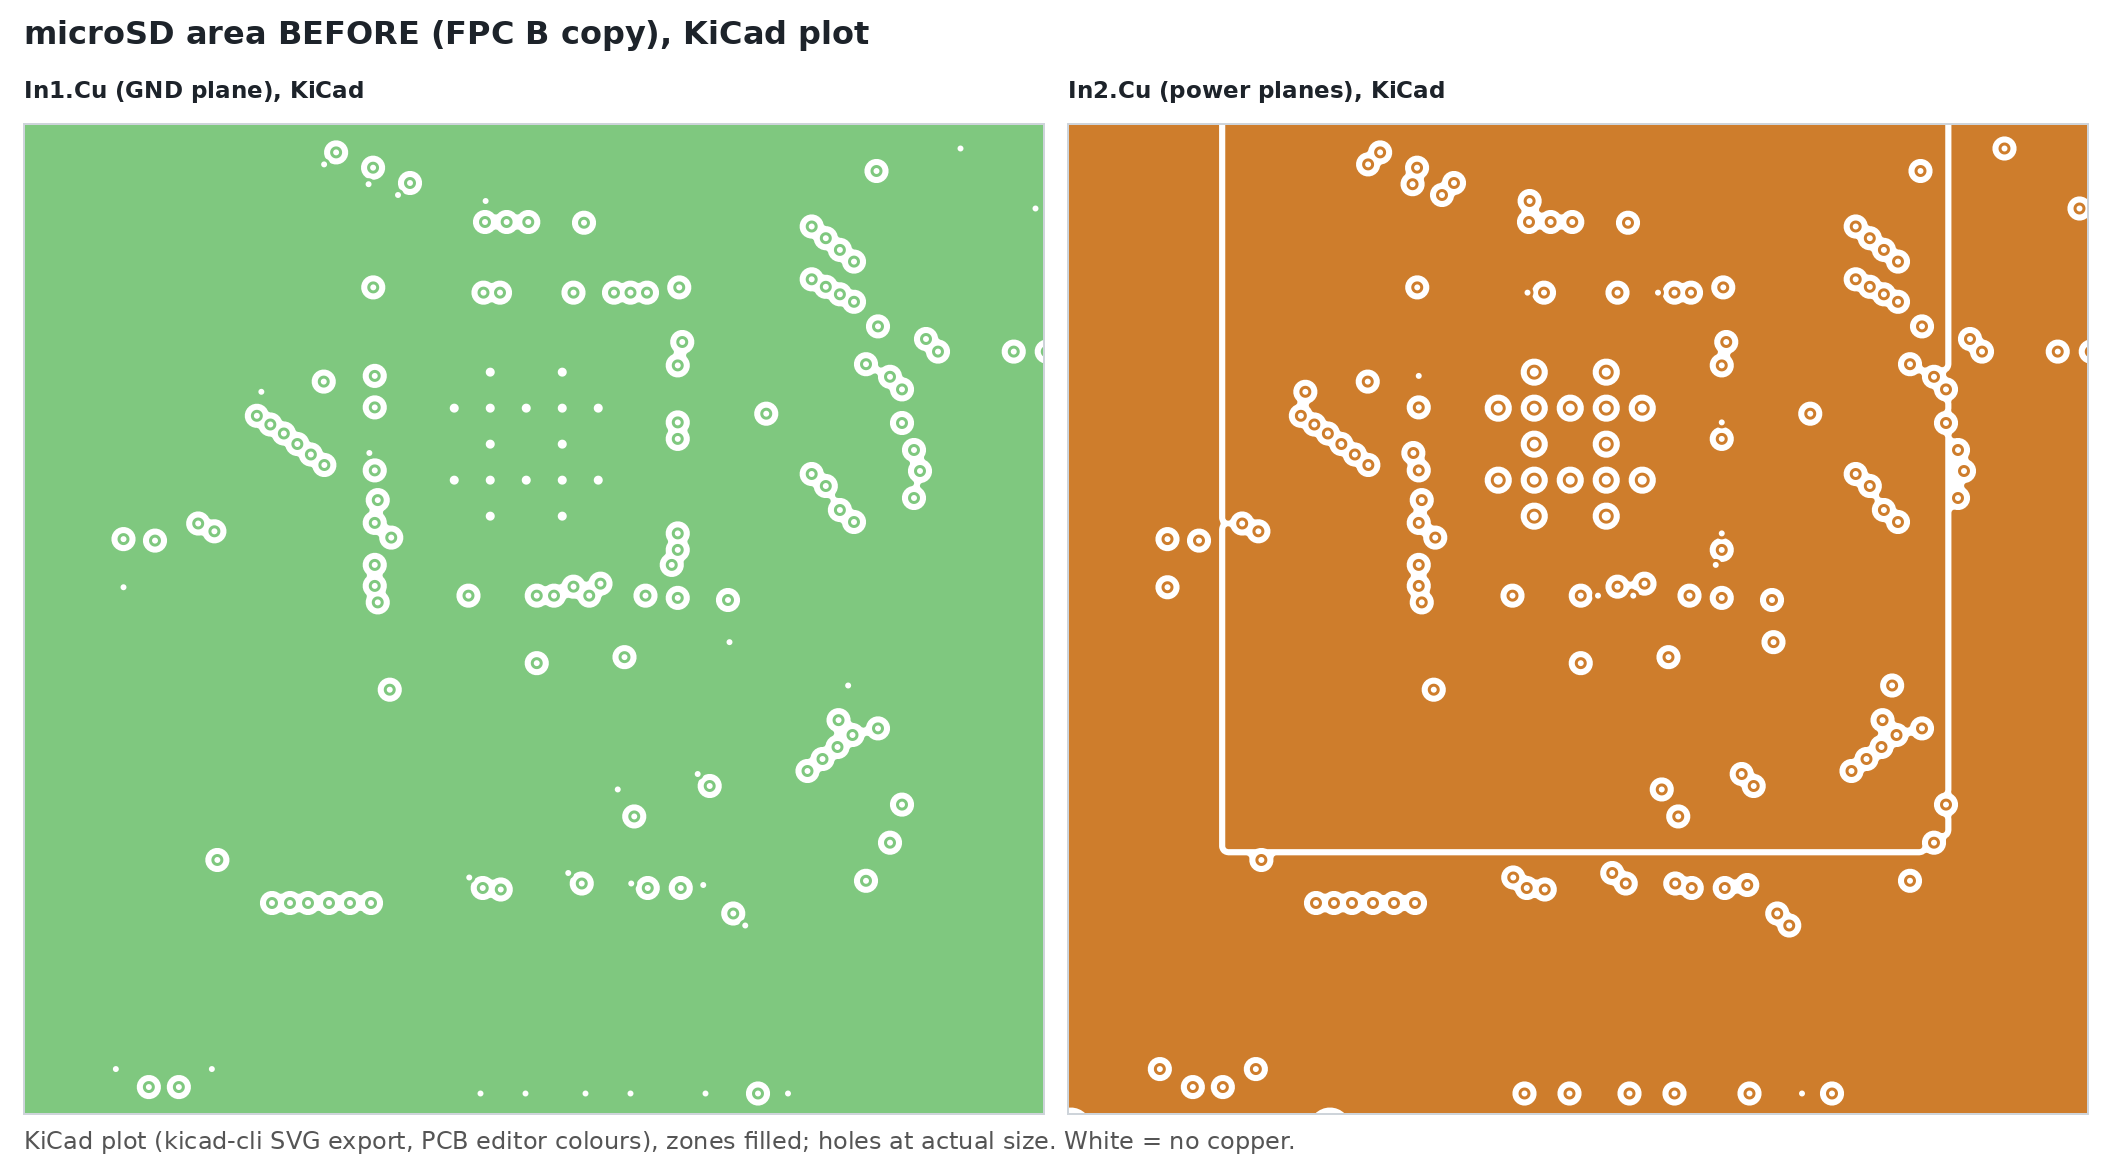 microSD area BEFORE (FPC B copy), KiCad plot
In1.Cu (GND plane), KiCad
In2.Cu (power planes), KiCad
KiCad plot (kicad-cli SVG export, PCB editor colours), zones filled; holes at actual size. White = no copper.